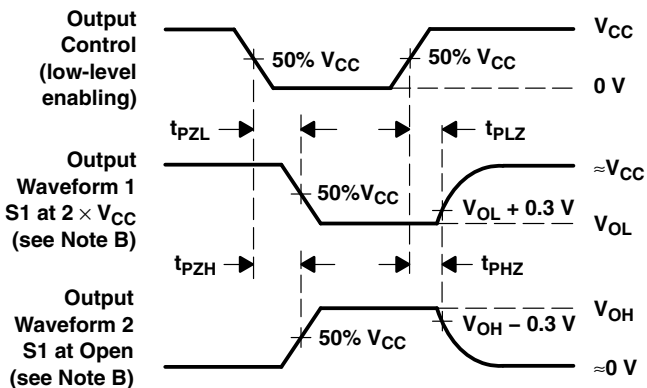 Output
Control
(low-level
enabling)
50% VCC
50% VCC
VCC
0 V
tPZL
tPLZ
Output
Waveform 1
S1 at 2 × VCC
(see Note B)
50%VCC
VOL + 0.3 V
≈VCC
VOL
tPZH
tPHZ
Output
Waveform 2
S1 at Open
(see Note B)
50% VCC
VOH − 0.3 V
VOH
≈0 V